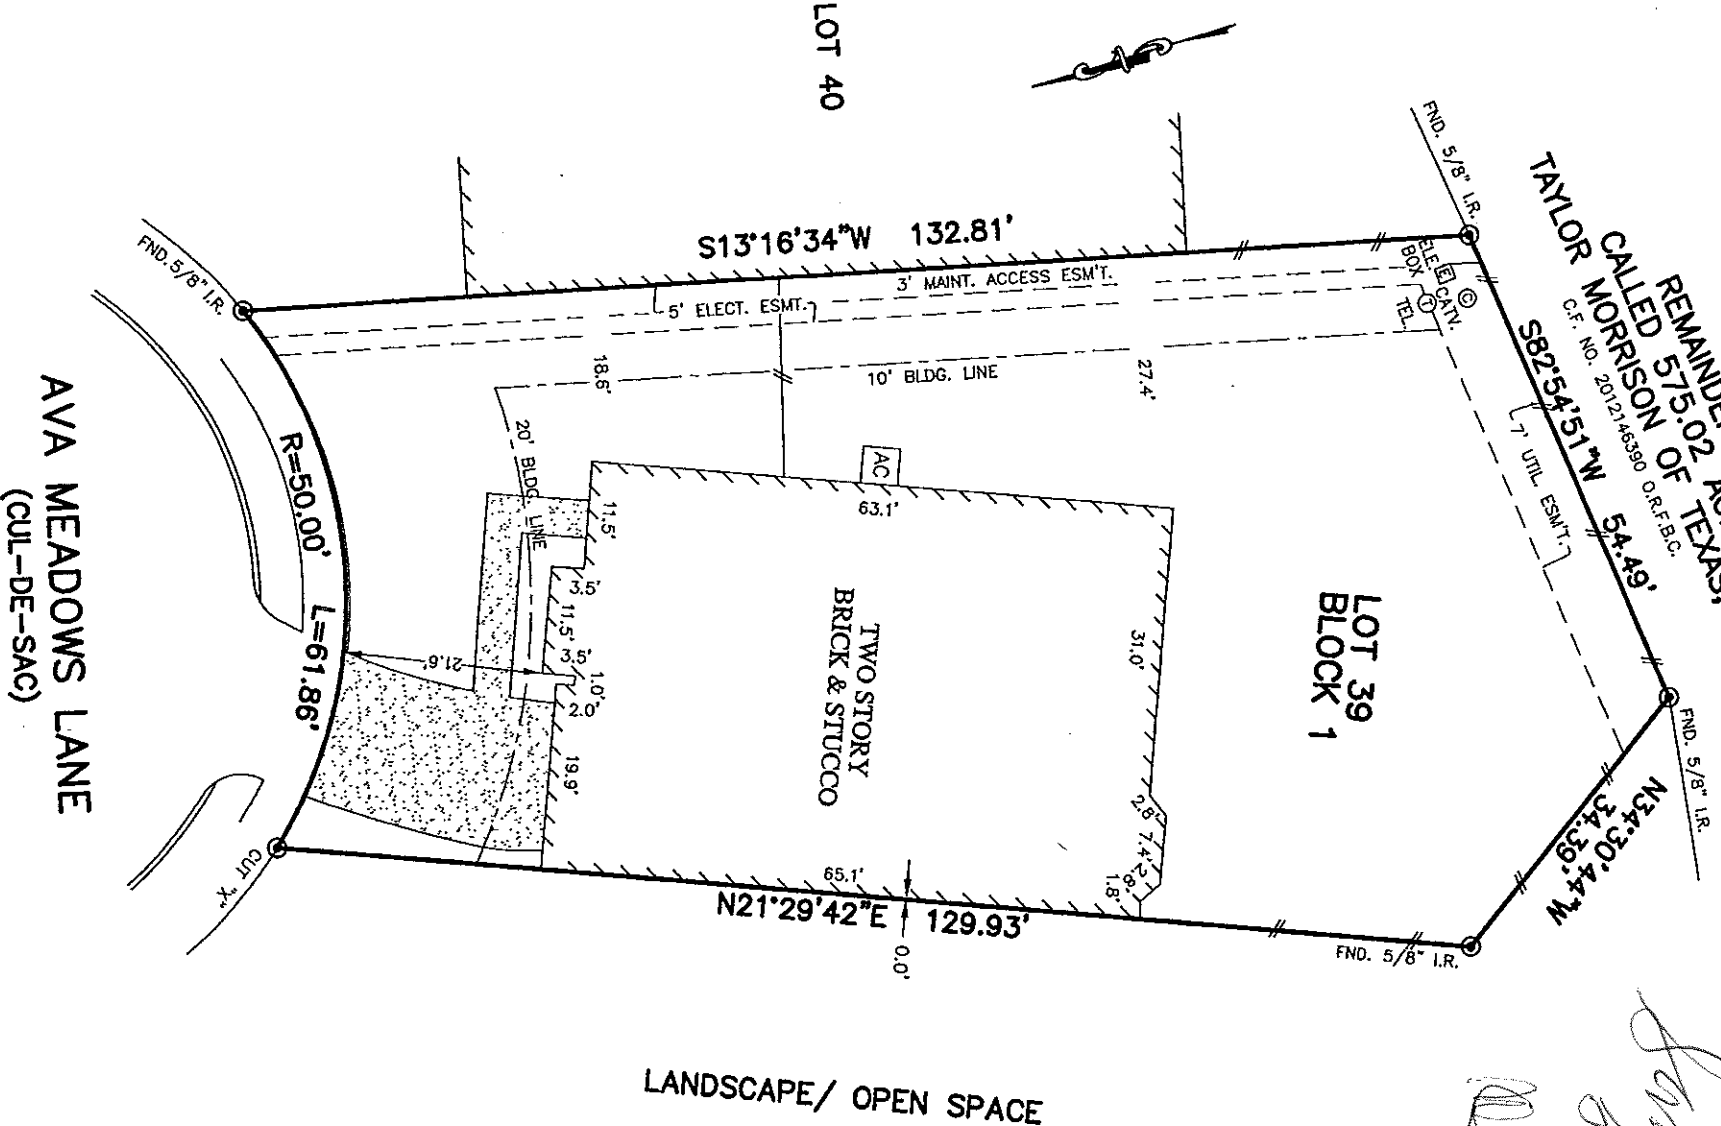 LOT 40
REMAINDER
CALLED 575.02
TAYLOR MORRISON OF TEXAS,
C.F. NO. 2012146390 O.R.F.B.C.
FND. 5/8" I.R.
S13°16'34"W 132.81'
FND. 5/8" I.R.
ELE. BOX
E
C
CATV.
T
TEL.
3' MAINT. ACCESS ESM'T.
5' ELECT. ESMT.
S82°54'51"W 54.49'
7' UTIL. ESM'T.
18.6'
10' BLDG. LINE
27.4'
20' BLDG. LINE
AC
63.1'
11.5'
3.5'
11.5'
3.5'
1.0'
2.0'
19.9'
21.6'
31.0'
TWO STORY
BRICK & STUCCO
LOT 39
BLOCK 1
R=50.00' L=61.86'
AVA MEADOWS LANE
(CUL-DE-SAC)
2.8'
7.4'
2.8'
1.8'
65.1'
FND. 5/8" I.R.
N34°30'44"W
34.39'
N21°29'42"E 129.93'
0.0'
FND. 5/8" I.R.
CUT "X"
LANDSCAPE/ OPEN SPACE